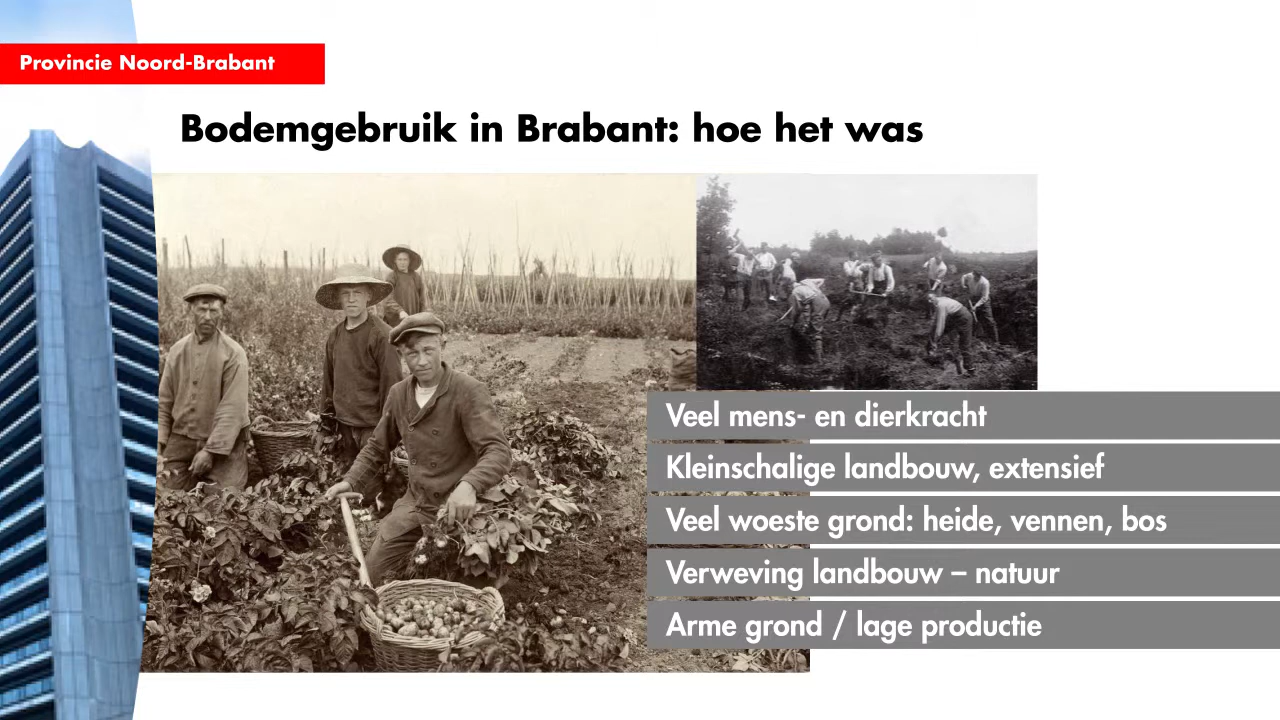 Provincie Noord-Brabant
Bodemgebruik in Brabant: hoe het was
Veel mens- en dierkracht
Kleinschalige landbouw, extensief
Veel woeste grond: heide, vennen, bos
Verweving landbouw – natuur
Arme grond / lage productie